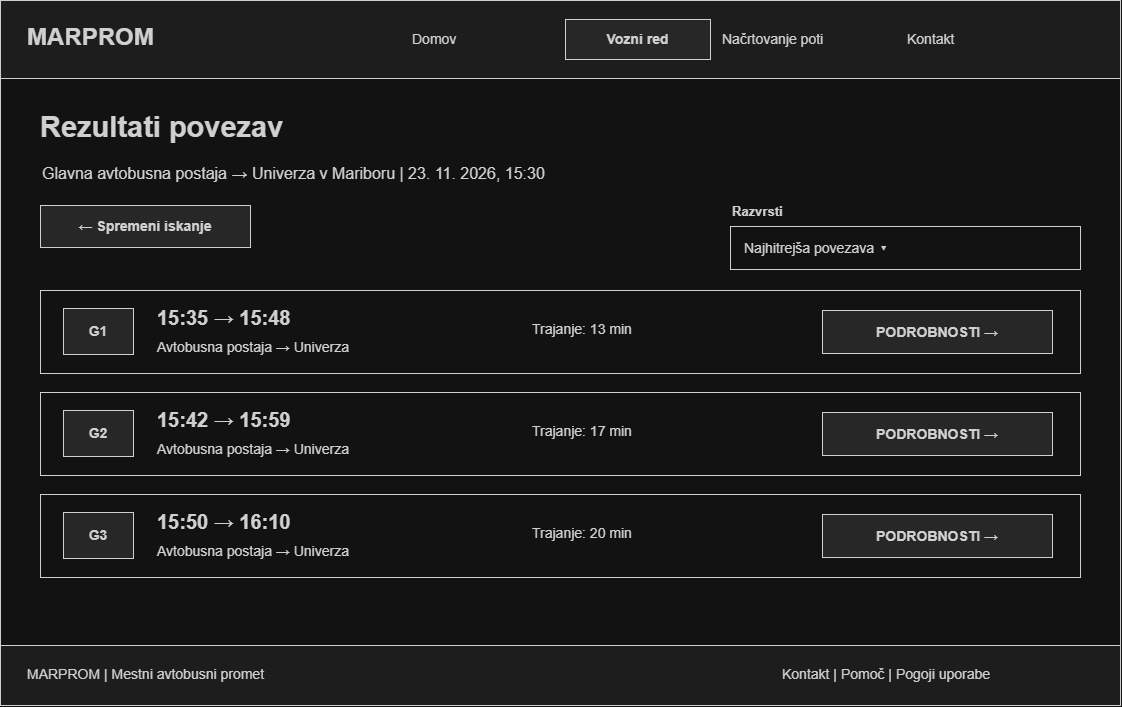 MARPROM
Domov
Vozni red
Načrtovanje poti
Kontakt
Rezultati povezav
Glavna avtobusna postaja → Univerza v Mariboru | 23. 11. 2026, 15:30
← Spremeni iskanje
Razvrsti
Najhitrejša povezava ▾
G1
15:35 → 15:48
Avtobusna postaja → Univerza
Trajanje: 13 min
PODROBNOSTI →
G2
15:42 → 15:59
Avtobusna postaja → Univerza
Trajanje: 17 min
PODROBNOSTI →
G3
15:50 → 16:10
Avtobusna postaja → Univerza
Trajanje: 20 min
PODROBNOSTI →
MARPROM | Mestni avtobusni promet
Kontakt | Pomoč | Pogoji uporabe